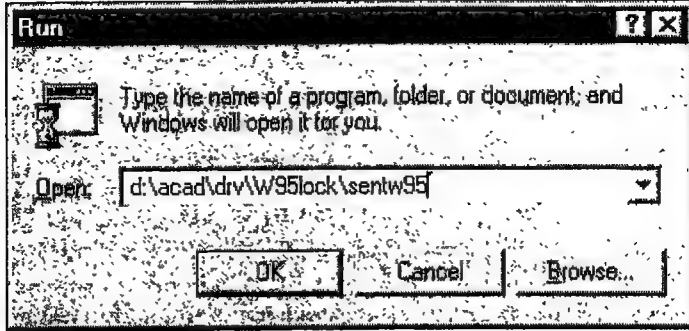 Run
Type the name of a program, folder, or document, and
Windows will open it for you.
Open: d:\acad\drv\W95lock\sentw95
OK Cancel Browse...